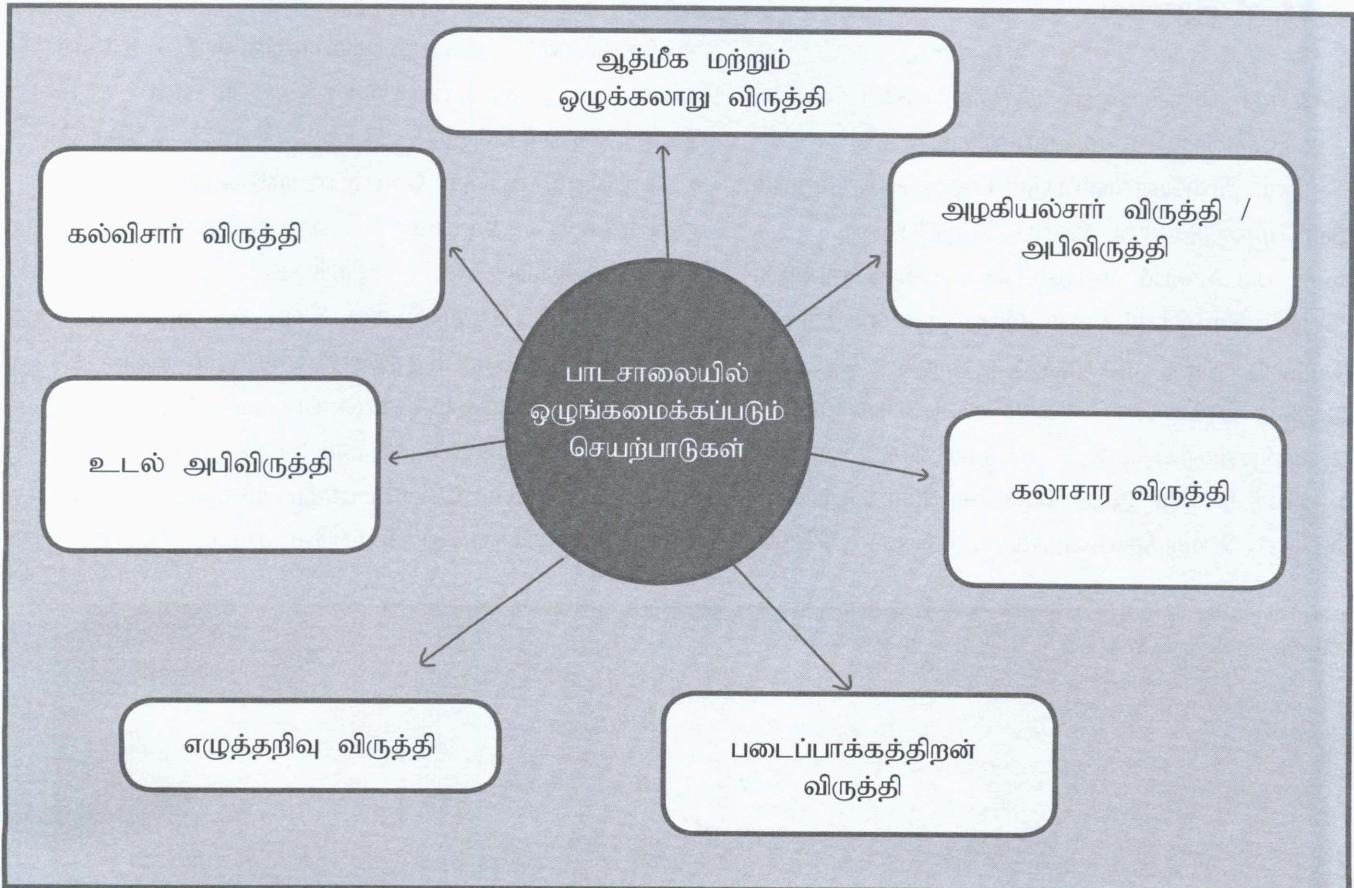 ஆத்மீக மற்றும்
ஒழுக்கலாறு விருத்தி
கல்விசார் விருத்தி
அழகியல்சார் விருத்தி /
அபிவிருத்தி
பாடசாலையில்
ஒழுங்கமைக்கப்படும்
செயற்பாடுகள்
உடல் அபிவிருத்தி
கலாசார விருத்தி
எழுத்தறிவு விருத்தி
படைப்பாக்கத்திறன்
விருத்தி